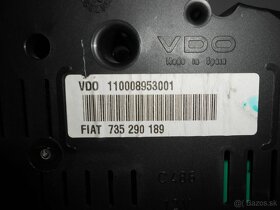 VDO
Made in Spain
VDO 110008953001
FIAT 735 290 189
bazos.sk